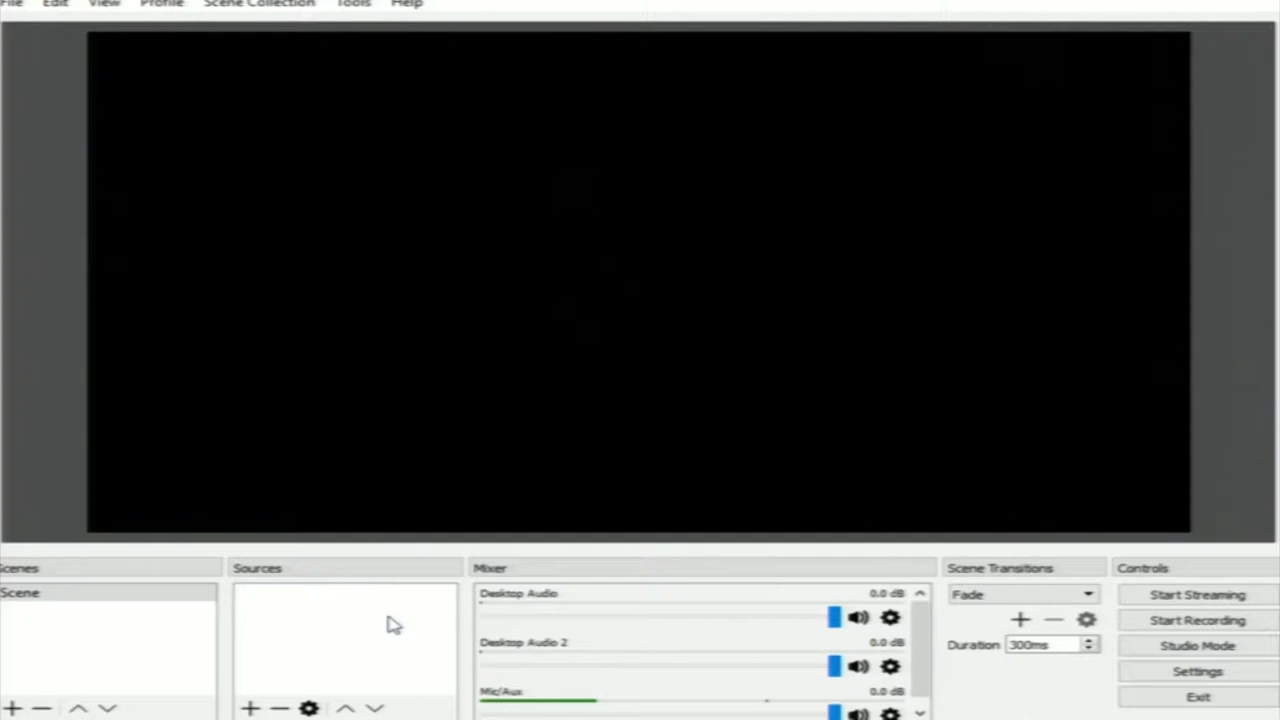 File Edit View Profile Scene Collection Tools Help
Scenes
Scene
Sources
Mixer
Desktop Audio 0.0 dB
Desktop Audio 2 0.0 dB
Mic/Aux 0.0 dB
Scene Transitions
Fade
Duration 300ms
Controls
Start Streaming
Start Recording
Studio Mode
Settings
Exit